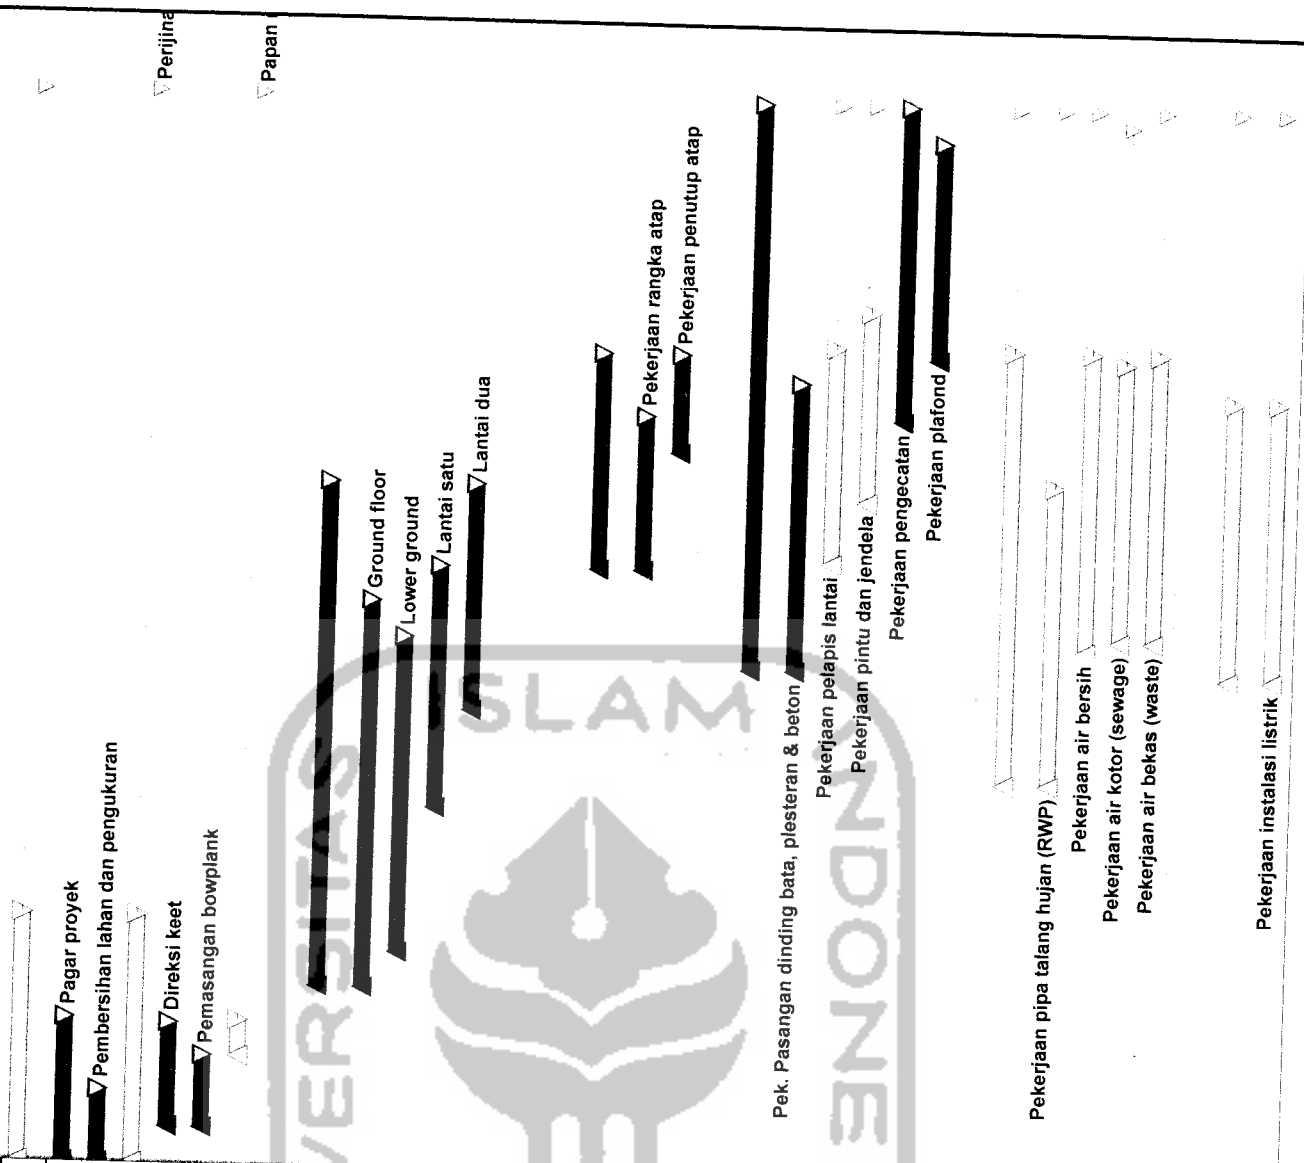 Pagar proyek
Pembersihan lahan dan pengukuran
Direksi keet
Pemasangan bowplank
Papan
Ground floor
Lower ground
Lantai satu
Lantai dua
Pekerjaan rangka atap
Pekerjaan penutup atap
Pek. Pasangan dinding bata, plesteran & beton
Pekerjaan pelapis lantai
Pekerjaan pintu dan jendela
Pekerjaan pengecatan
Pekerjaan plafond
Pekerjaan pipa talang hujan (RWP)
Pekerjaan air bersih
Pekerjaan air kotor (sewage)
Pekerjaan air bekas (waste)
Pekerjaan instalasi listrik
ISLAM